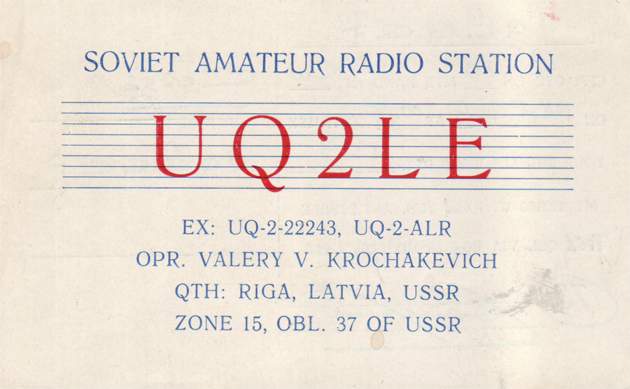 SOVIET AMATEUR RADIO STATION
UQ2LE
EX: UQ-2-22243, UQ-2-ALR
OPR. VALERY V. KROCHAKEVICH
QTH: RIGA, LATVIA, USSR
ZONE 15, OBL. 37 OF USSR